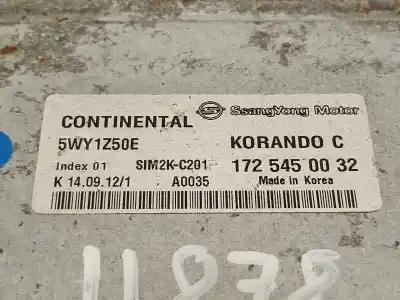 CONTINENTAL SsangYong Motor
5WY1Z50E KORANDO C
Index 01 SIM2K-C201 172 545 00 32
K 14.09.12/1 A0035 Made in Korea
11878